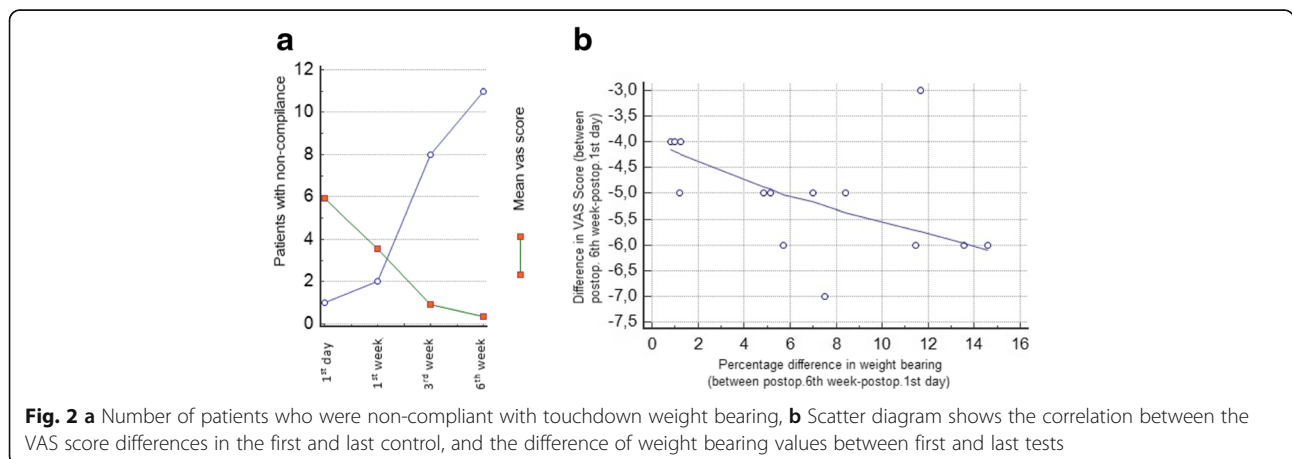 a
12
10
8
6
4
2
0
Patients with non-compilance
1st day
1st week
3rd week
6th week
Mean vas score
b
-3,0
-3,5
-4,0
-4,5
-5,0
-5,5
-6,0
-6,5
-7,0
-7,5
Difference in VAS Score (between
postop. 6th week-postop.1st day)
0 2 4 6 8 10 12 14 16
Percentage difference in weight bearing
(between postop.6th week-postop.1st day)
Fig. 2 a Number of patients who were non-compliant with touchdown weight bearing, b Scatter diagram shows the correlation between the
VAS score differences in the first and last control, and the difference of weight bearing values between first and last tests